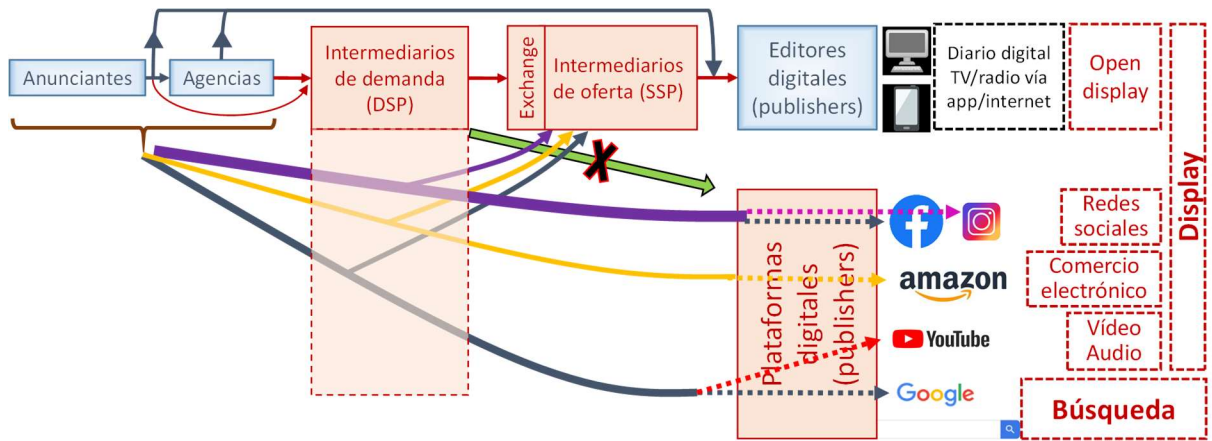 Anunciantes
Agencias
Intermediarios
de demanda
(DSP)
Exchange
Intermediarios
de oferta (SSP)
Editores
digitales
(publishers)
Diario digital
TV/radio vía
app/internet
Open
display
Display
Plataformas
digitales
(publishers)
Redes
sociales
amazon
Comercio
electrónico
YouTube
Vídeo
Audio
Google
Búsqueda